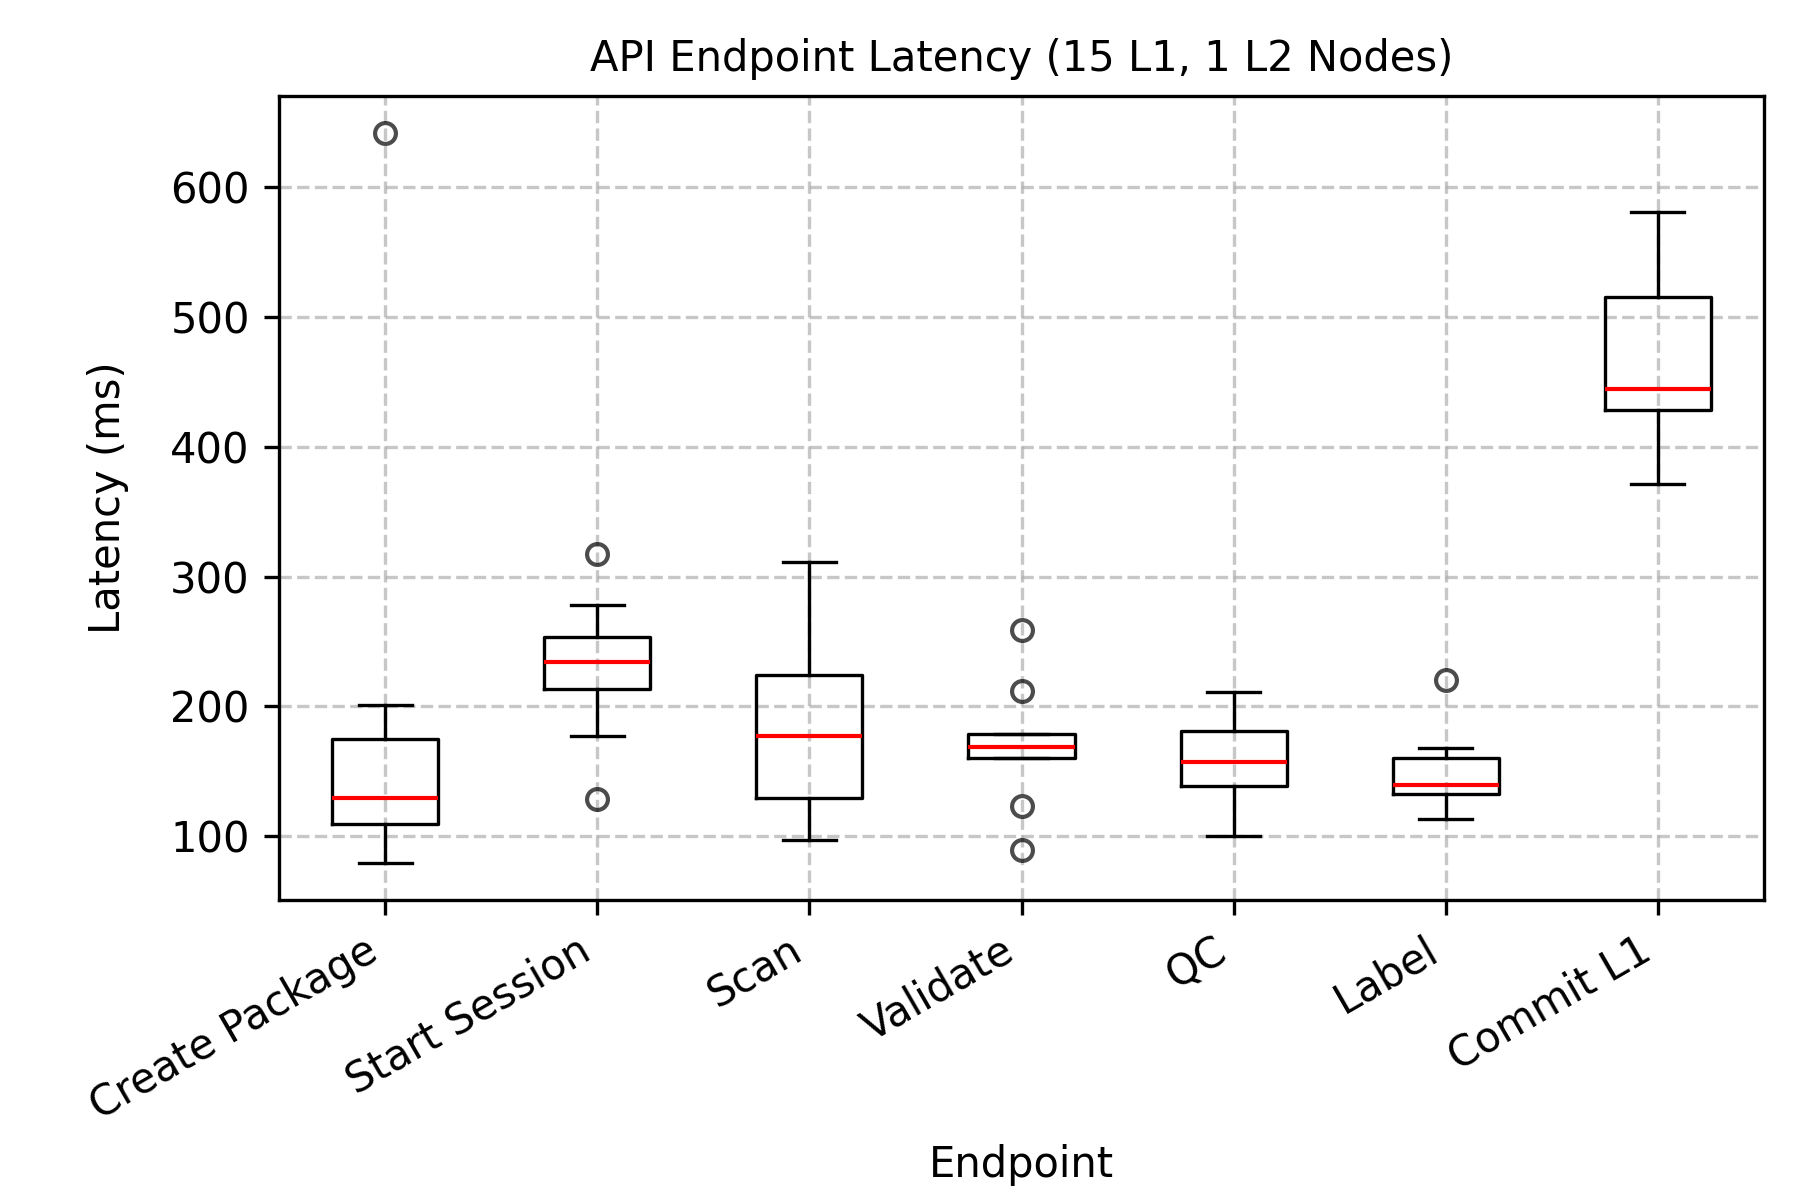 API Endpoint Latency (15 L1, 1 L2 Nodes)
Latency (ms)
600
500
400
300
200
100
Create Package
Start Session
Scan
Validate
QC
Label
Commit L1
Endpoint